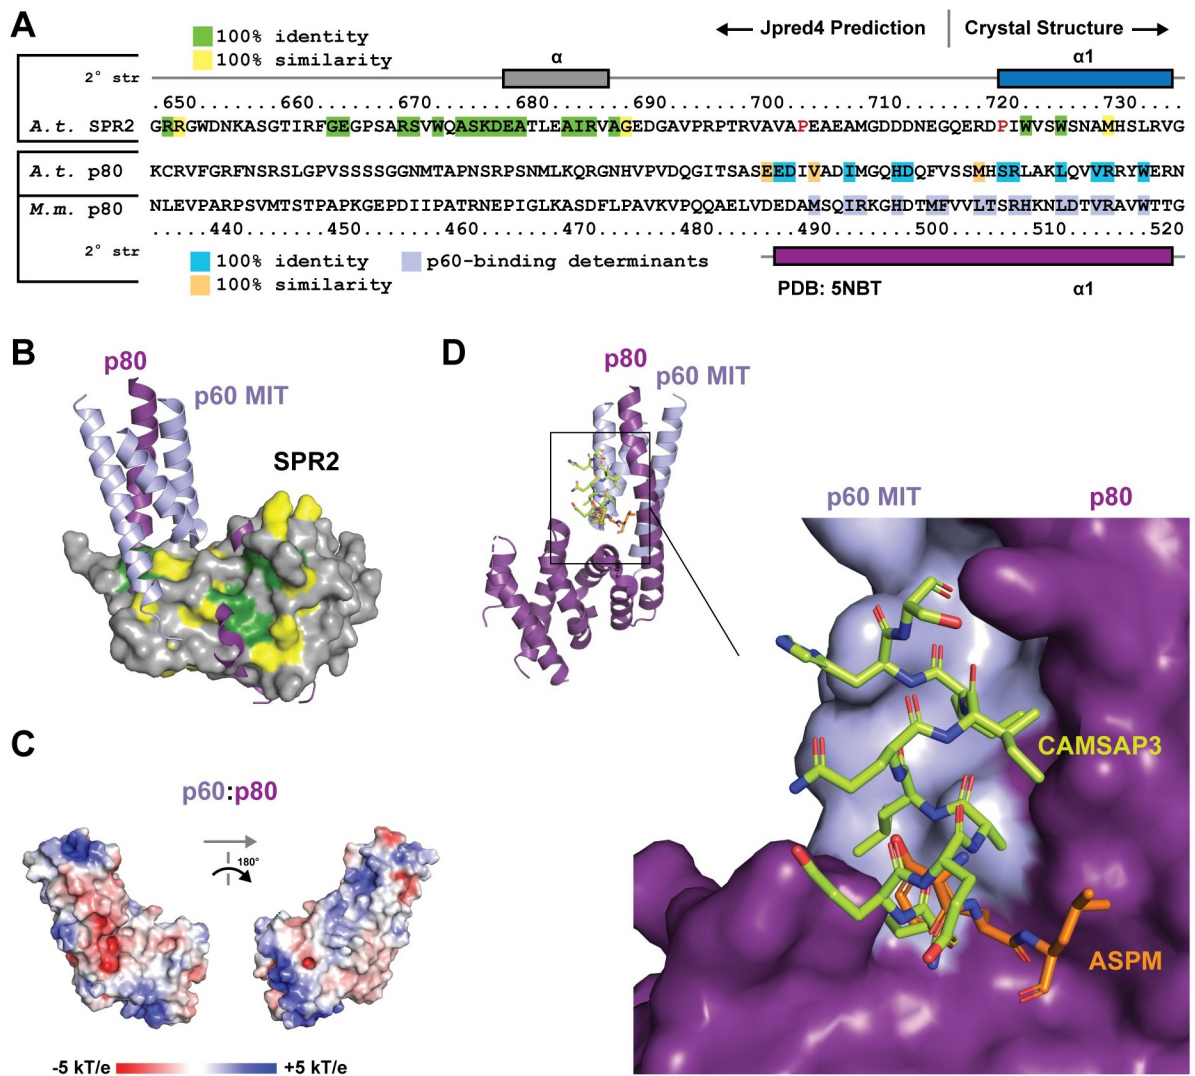 A
Jpred4 Prediction
Crystal Structure
100% identity
100% similarity
α
α1
2° str
.650......660.......670.......680.......690.......700.......710.......720.......730....
A.t. SPR2 GRRGWDNKASGTIRFGEGPSARSVWQASKDEATLEAIRVAGEDGAVPRPTRVAVAPEAEAMGDDDNEGQERDPIWVSWSNAMHSLRVG
A.t. p80 KCRVFGRFNSRSLGPVSSSSGNMTAPNSRPSNMLKQRGNHVPVDQGITSASEEDIVADIMGQHDQFVSSMHSRLAKLQVVRRYWERN
M.m. p80 NLEVPARPSVMTSTPAPKGEPDIIPATRNEPIGLKASDFLPAVKVPQQAELVDEDAMSQIRKGHDTMFVVLTSRHKNLDTVRAVWTTG
.....440.......450.......460.......470.......480.......490.......500.......510.......520
2° str
100% identity
100% similarity
p60-binding determinants
PDB: 5NBT
α1
B
p80
p60 MIT
SPR2
C
p60:p80
180°
-5 kT/e
+5 kT/e
D
p80
p60 MIT
p60 MIT
p80
CAMSAP3
ASPM